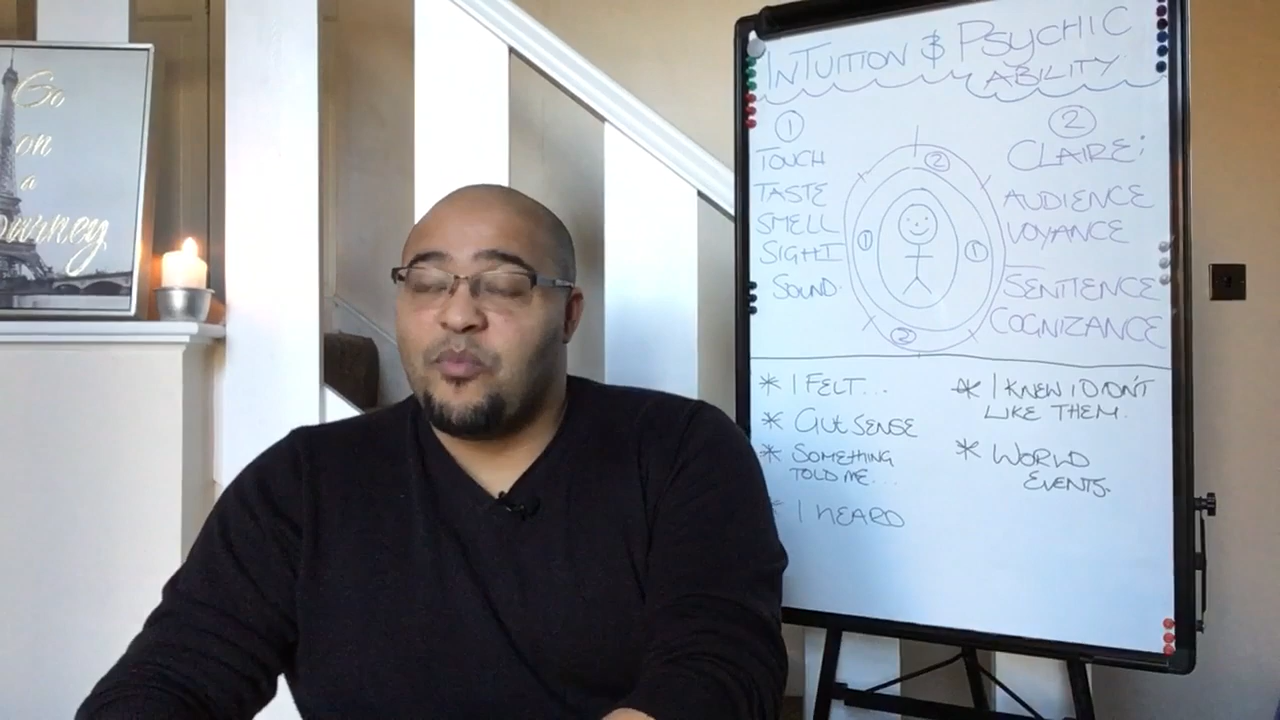 Go
on
a
Journey
INTUITION & PSYCHIC
ABILITY.
1
TOUCH
TASTE
SMELL
SIGHT
SOUND.
2
1
1
2
2
CLAIRE;
AUDIENCE
VOYANCE
SENTIENCE
COGNIZANCE
* I FELT...
* GUt SENSE
* SOMETHING
TOLD ME...
* I HEARD
* I KNEW I DIDN'T
LIKE THEM.
* WORLD
EVENTS.